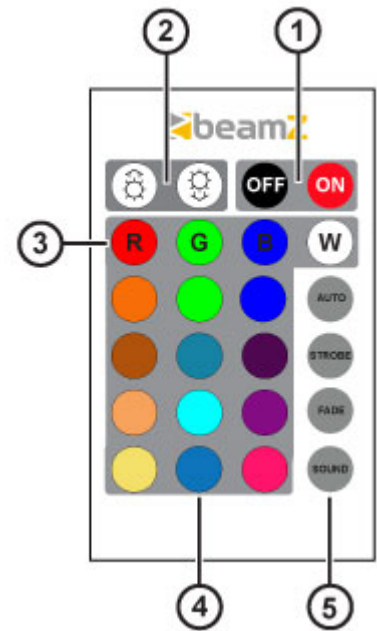 2 1
beamZ
OFF ON
3 R G B W
AUTO
STROBE
FADE
SOUND
4 5